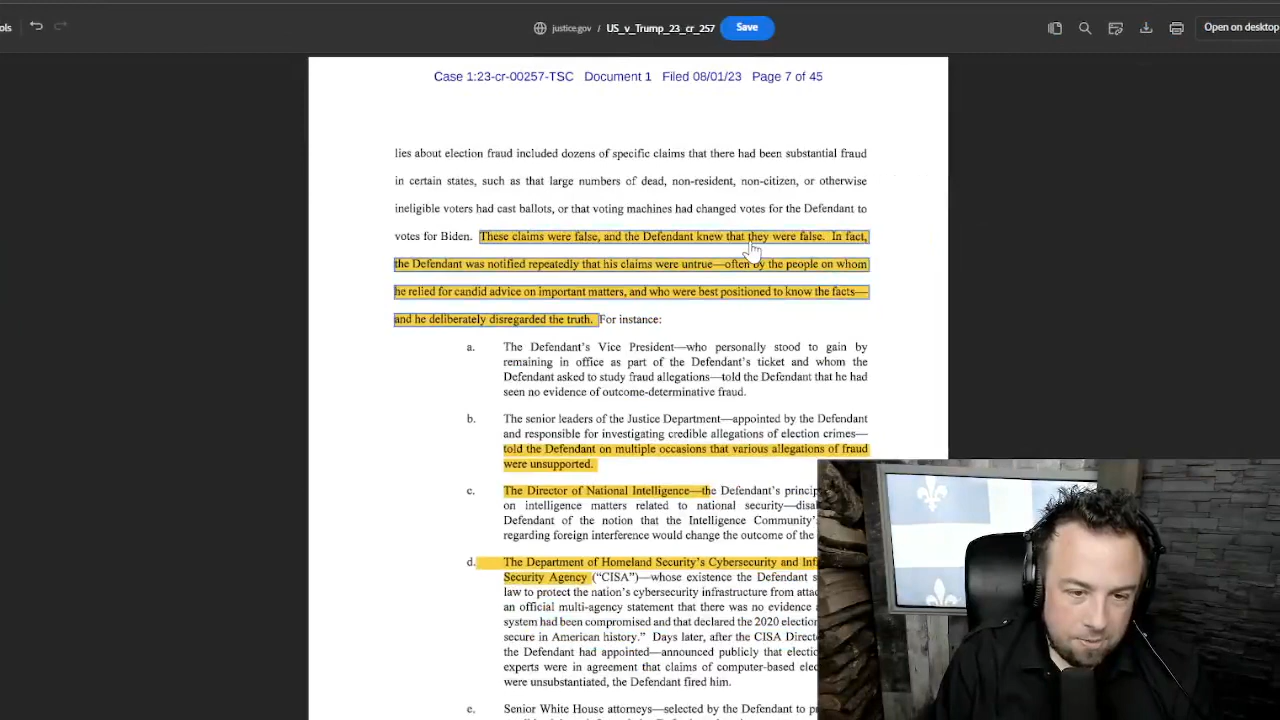 ols
justice.gov / US_v_Trump_23_cr_257 Save
Open on desktop
Case 1:23-cr-00257-TSC Document 1 Filed 08/01/23 Page 7 of 45
lies about election fraud included dozens of specific claims that there had been substantial fraud
in certain states, such as that large numbers of dead, non-resident, non-citizen, or otherwise
ineligible voters had cast ballots, or that voting machines had changed votes for the Defendant to
votes for Biden. These claims were false, and the Defendant knew that they were false. In fact,
the Defendant was notified repeatedly that his claims were untrue—often by the people on whom
he relied for candid advice on important matters, and who were best positioned to know the facts—
and he deliberately disregarded the truth. For instance:
a. The Defendant's Vice President—who personally stood to gain by
remaining in office as part of the Defendant's ticket and whom the
Defendant asked to study fraud allegations—told the Defendant that he had
seen no evidence of outcome-determinative fraud.
b. The senior leaders of the Justice Department—appointed by the Defendant
and responsible for investigating credible allegations of election crimes—
told the Defendant on multiple occasions that various allegations of fraud
were unsupported.
c. The Director of National Intelligence—the Defendant's princip
on intelligence matters related to national security—disa
Defendant of the notion that the Intelligence Community'
regarding foreign interference would change the outcome of the
d. The Department of Homeland Security's Cybersecurity and Inf
Security Agency ("CISA")—whose existence the Defendant s
law to protect the nation's cybersecurity infrastructure from attac
an official multi-agency statement that there was no evidence a
system had been compromised and that declared the 2020 election
secure in American history." Days later, after the CISA Direct
the Defendant had appointed—announced publicly that electi
experts were in agreement that claims of computer-based elec
were unsubstantiated, the Defendant fired him.
e. Senior White House attorneys—selected by the Defendant to pr